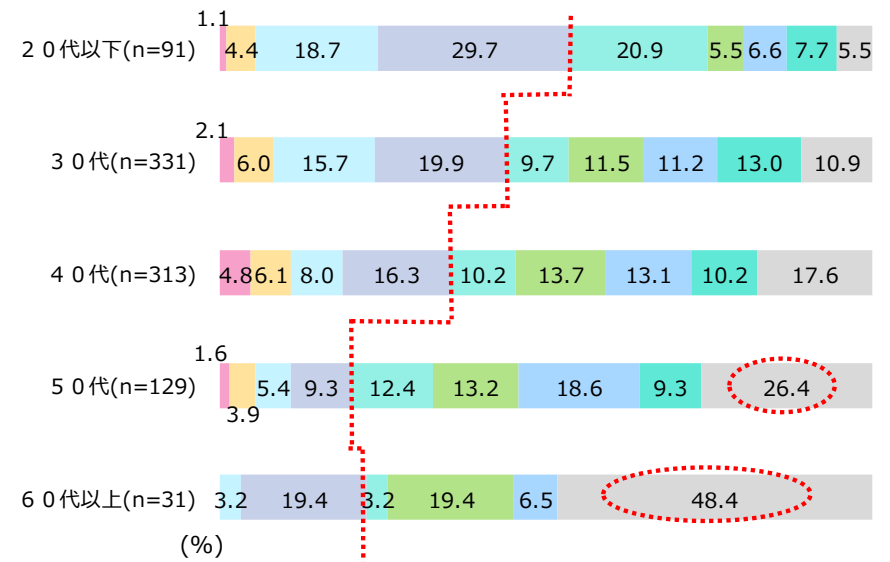 1.1
２０代以下(n=91) 4.4 18.7 29.7 20.9 5.5 6.6 7.7 5.5
2.1
３０代(n=331) 6.0 15.7 19.9 9.7 11.5 11.2 13.0 10.9
４０代(n=313) 4.8 6.1 8.0 16.3 10.2 13.7 13.1 10.2 17.6
1.6
５０代(n=129) 5.4 9.3 12.4 13.2 18.6 9.3 26.4
3.9
６０代以上(n=31) 3.2 19.4 3.2 19.4 6.5 48.4
(%)